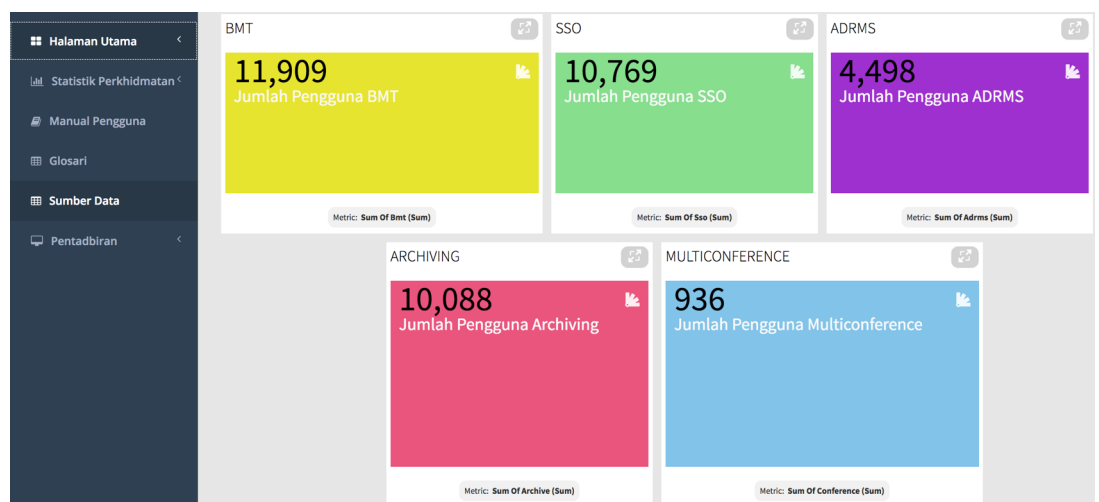 Halaman Utama
Statistik Perkhidmatan
Manual Pengguna
Glosari
Sumber Data
Pentadbiran
BMT
11,909
Jumlah Pengguna BMT
Metric: Sum Of Bmt (Sum)
SSO
10,769
Jumlah Pengguna SSO
Metric: Sum Of Sso (Sum)
ADRMS
4,498
Jumlah Pengguna ADRMS
Metric: Sum Of Adrms (Sum)
ARCHIVING
10,088
Jumlah Pengguna Archiving
Metric: Sum Of Archive (Sum)
MULTICONFERENCE
936
Jumlah Pengguna Multiconference
Metric: Sum Of Conference (Sum)